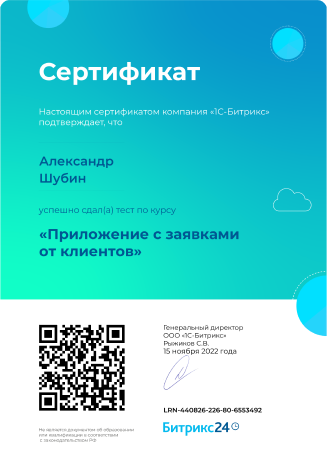 Сертификат
Настоящим сертификатом компания «1С-Битрикс»
подтверждает, что
Александр
Шубин
успешно сдал(а) тест по курсу
«Приложение с заявками
от клиентов»
Генеральный директор
ООО «1С-Битрикс»
Рыжиков С.В.
15 ноября 2022 года
LRN-440826-226-80-6553492
Битрикс24
Не является документом об образовании
или квалификации в соответствии
с законодательством РФ.